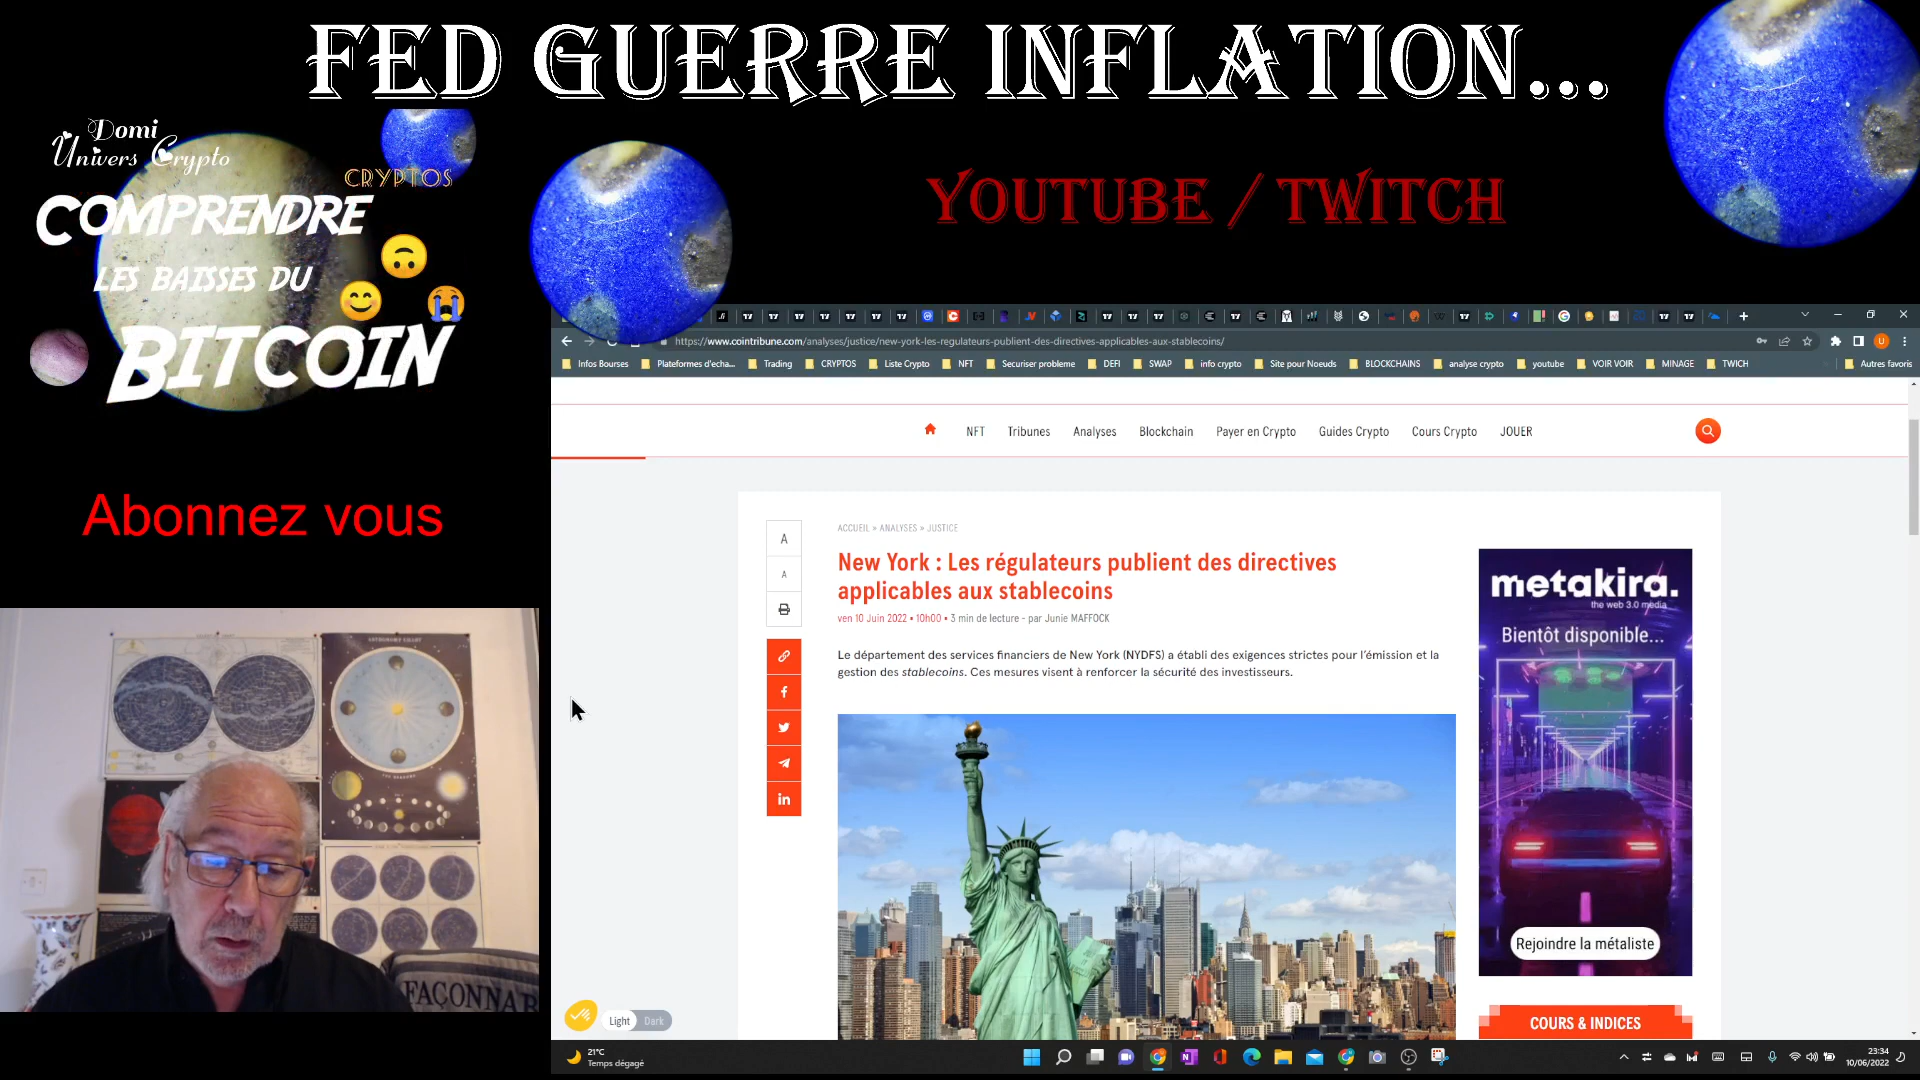 FED GUERRE INFLATION...
Domi
Univers Crypto
CRYPTOS
COMPRENDRE
LES BAISSES DU
BITCOIN
YOUTUBE / TWITCH
Abonnez vous
https://www.cointribune.com/analyses/justice/new-york-les-regulateurs-publient-des-directives-applicables-aux-stablecoins/
Infos Bourses Plateformes d'echa... Trading CRYPTOS Liste Crypto NFT Securiser probleme DEFI SWAP info crypto Site pour Noeuds BLOCKCHAINS analyse crypto youtube VOIR VOIR MINAGE TWICH Autres favoris
NFT Tribunes Analyses Blockchain Payer en Crypto Guides Crypto Cours Crypto JOUER
ACCUEIL » ANALYSES » JUSTICE
A
A
New York : Les régulateurs publient des directives
applicables aux stablecoins
ven 10 Juin 2022 ▪ 10h00 ▪ 3 min de lecture - par Junie MAFFOCK
Le département des services financiers de New York (NYDFS) a établi des exigences strictes pour l'émission et la
gestion des stablecoins. Ces mesures visent à renforcer la sécurité des investisseurs.
metakira.
the web 3.0 media.
Bientôt disponible...
Rejoindre la métaliste
COURS & INDICES
FAÇONNAB
Light Dark
21°C
Temps dégagé
23:34
10/06/2022